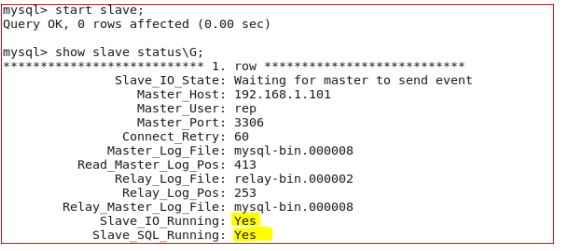 mysql> start slave;
Query OK, 0 rows affected (0.00 sec)
mysql> show slave status\G;
*************************** 1. row ***************************
Slave_IO_State: Waiting for master to send event
Master_Host: 192.168.1.101
Master_User: rep
Master_Port: 3306
Connect_Retry: 60
Master_Log_File: mysql-bin.000008
Read_Master_Log_Pos: 413
Relay_Log_File: relay-bin.000002
Relay_Log_Pos: 253
Relay_Master_Log_File: mysql-bin.000008
Slave_IO_Running: Yes
Slave_SQL_Running: Yes